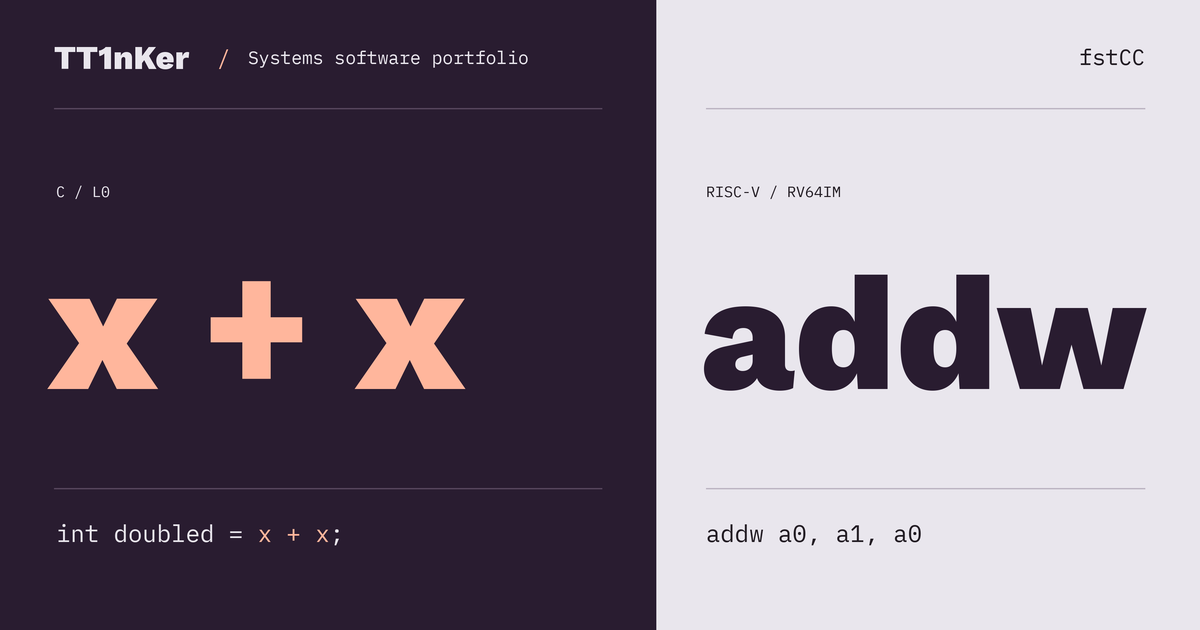 TT1nKer / Systems software portfolio
C / L0
x + x
int doubled = x + x;
fstCC
RISC-V / RV64IM
addw
addw a0, a1, a0